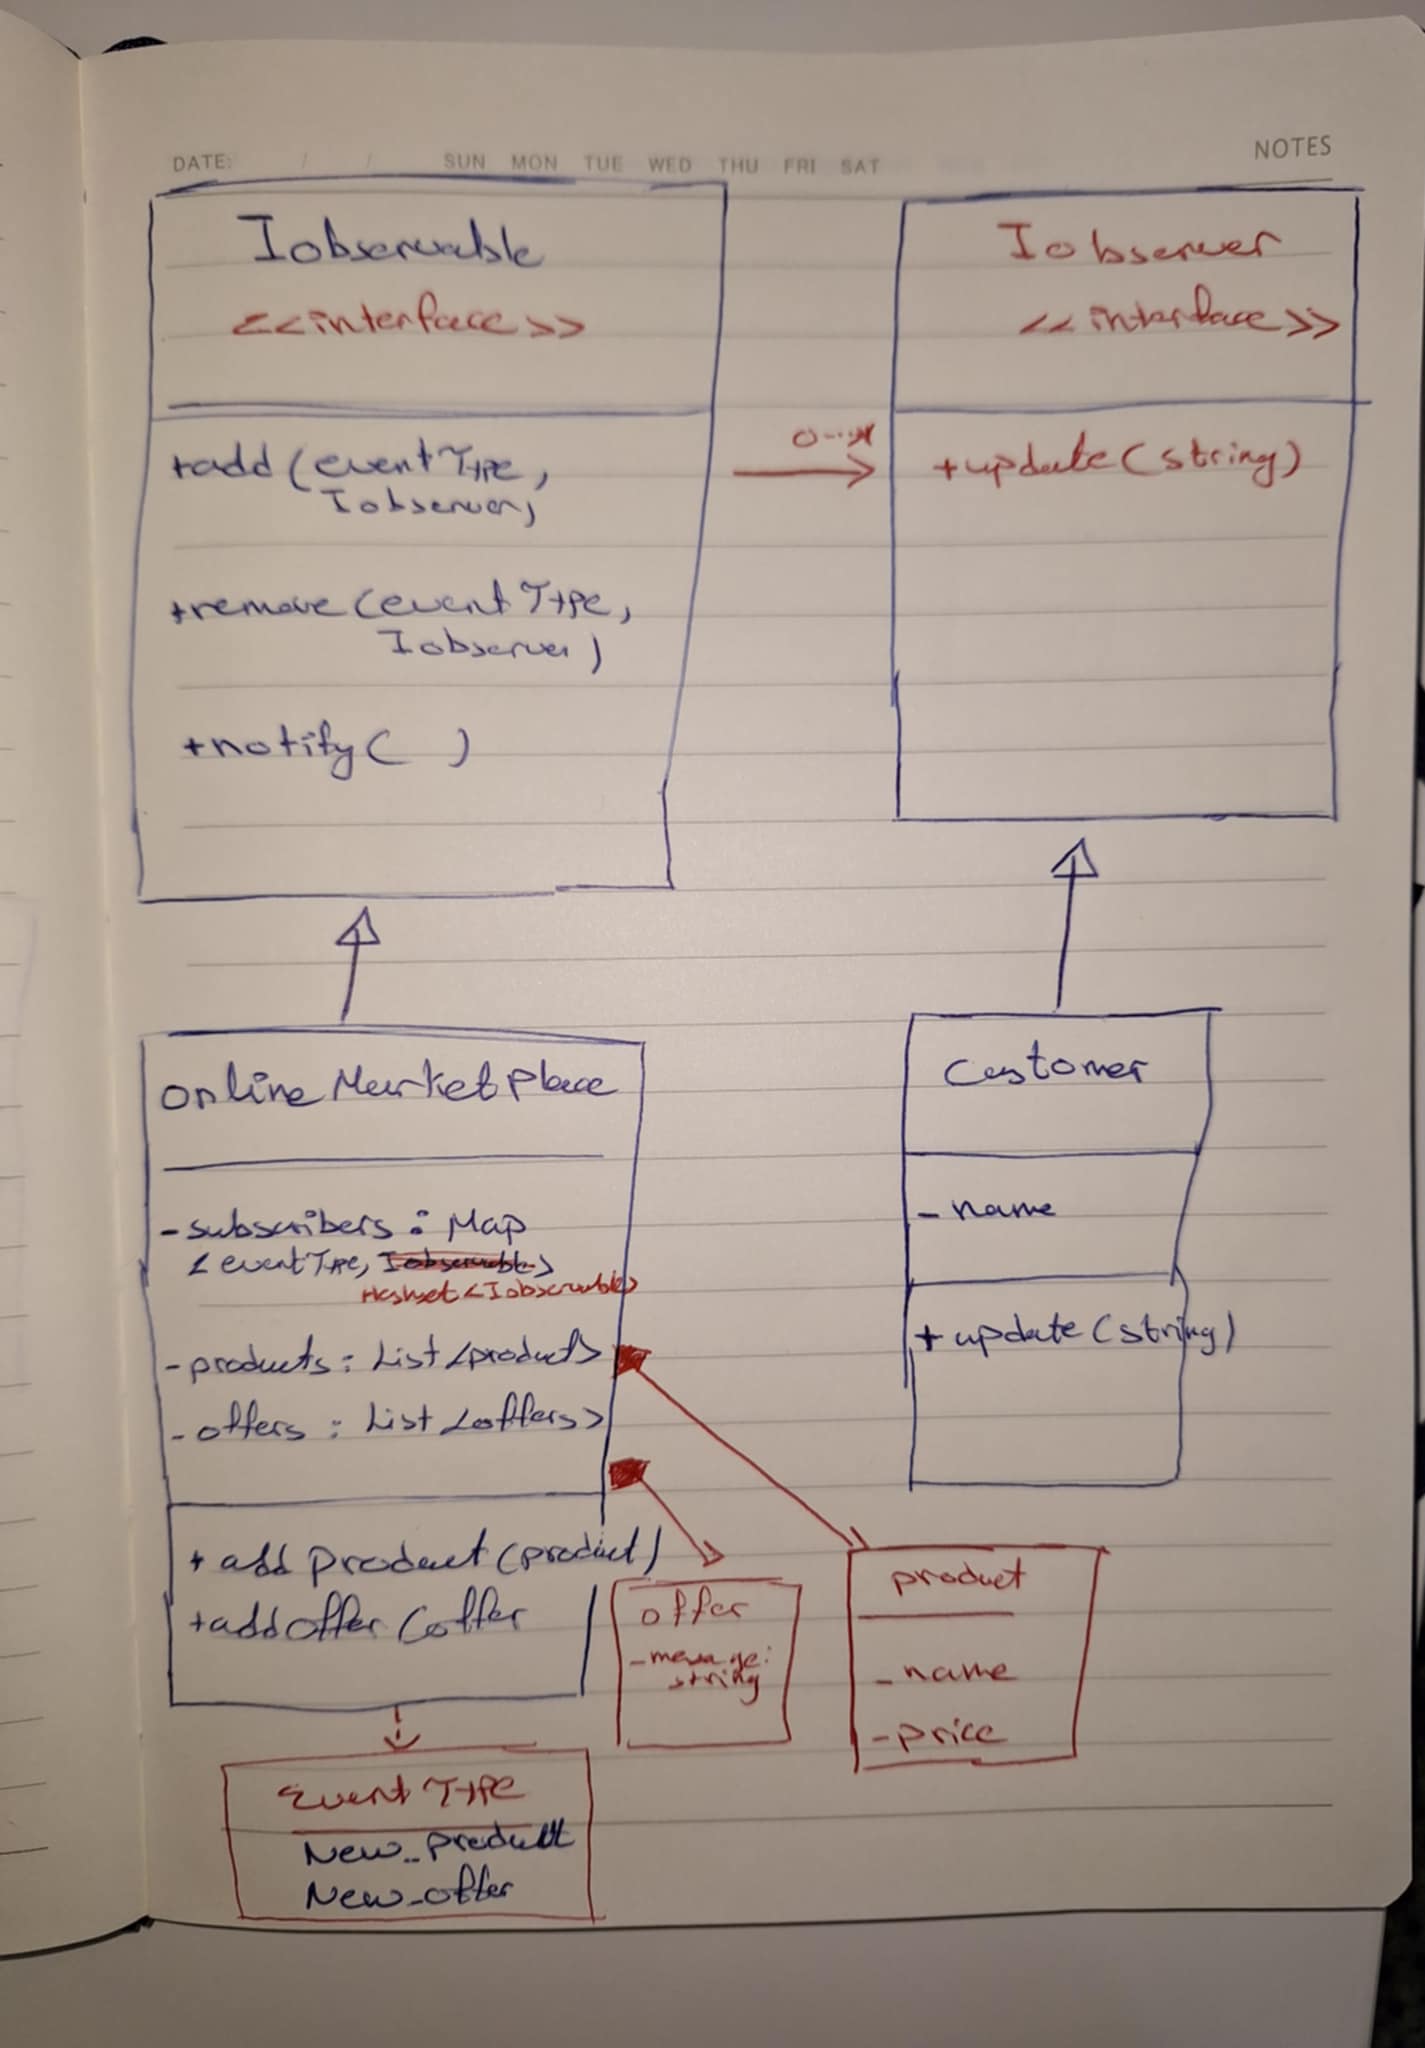 DATE: / / SUN MON TUE WED THU FRI SAT
NOTES
Iobservable
<<interface>>
+add (eventType,
Iobserver)
+remove (eventType,
Iobserver)
+notify( )
0...*
Iobserver
<<interface>>
+update(string)
OnlineMarketPlace
- subscribers : Map
<eventType, Iobservable>
Hashset<Iobservable>
- products : List <product>
- offers : List <offers>
+ add Product (product)
+ add offer (offer
Customer
- name
+ update (string)
offer
- message:
string
product
- name
- price
Event Type
New_product
New_offer